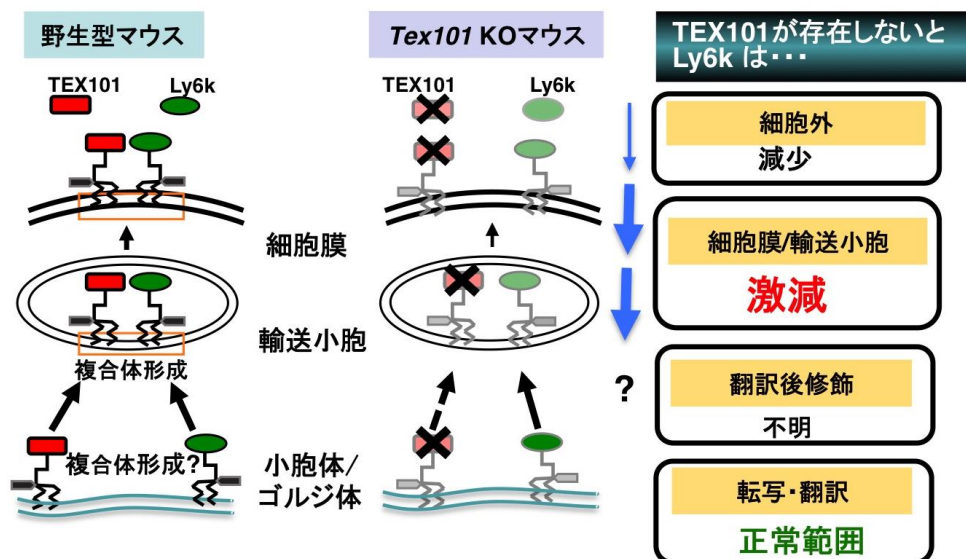 野生型マウス
TEX101
Ly6k
細胞膜
輸送小胞
複合体形成
複合体形成?
小胞体/
ゴルジ体
Tex101 KOマウス
TEX101
Ly6k
TEX101が存在しないと
Ly6k は・・・
細胞外
減少
細胞膜/輸送小胞
激減
?
翻訳後修飾
不明
転写・翻訳
正常範囲